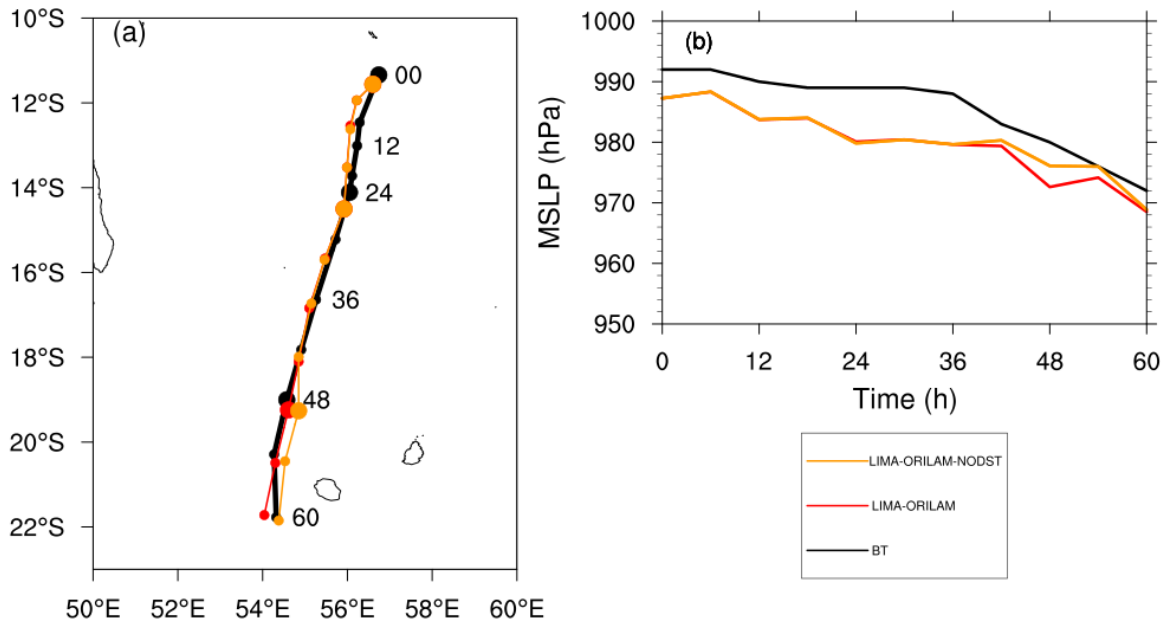 (a)
10°S
12°S
14°S
16°S
18°S
20°S
22°S
00
12
24
36
48
60
50°E 52°E 54°E 56°E 58°E 60°E
(b)
MSLP (hPa)
1000
990
980
970
960
950
0 12 24 36 48 60
Time (h)
LIMA-ORILAM-NODST
LIMA-ORILAM
BT